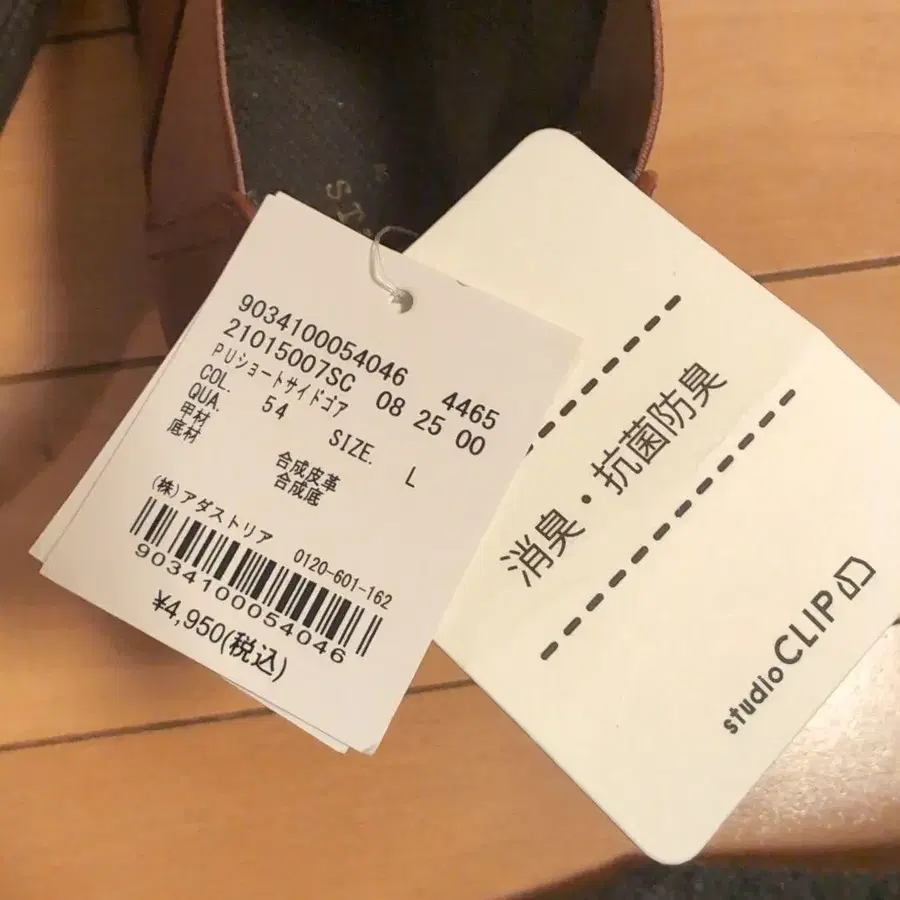 9034100054046 4465
21015007SC 08 25 00
PUショートサイドゴア
COL. 54 SIZE. L
QUA.
甲材 合成皮革
底材 合成底
(株)アダストリア 0120-601-162
9034100054046
¥4,950(税込)
消臭・抗菌防臭
studio CLIP